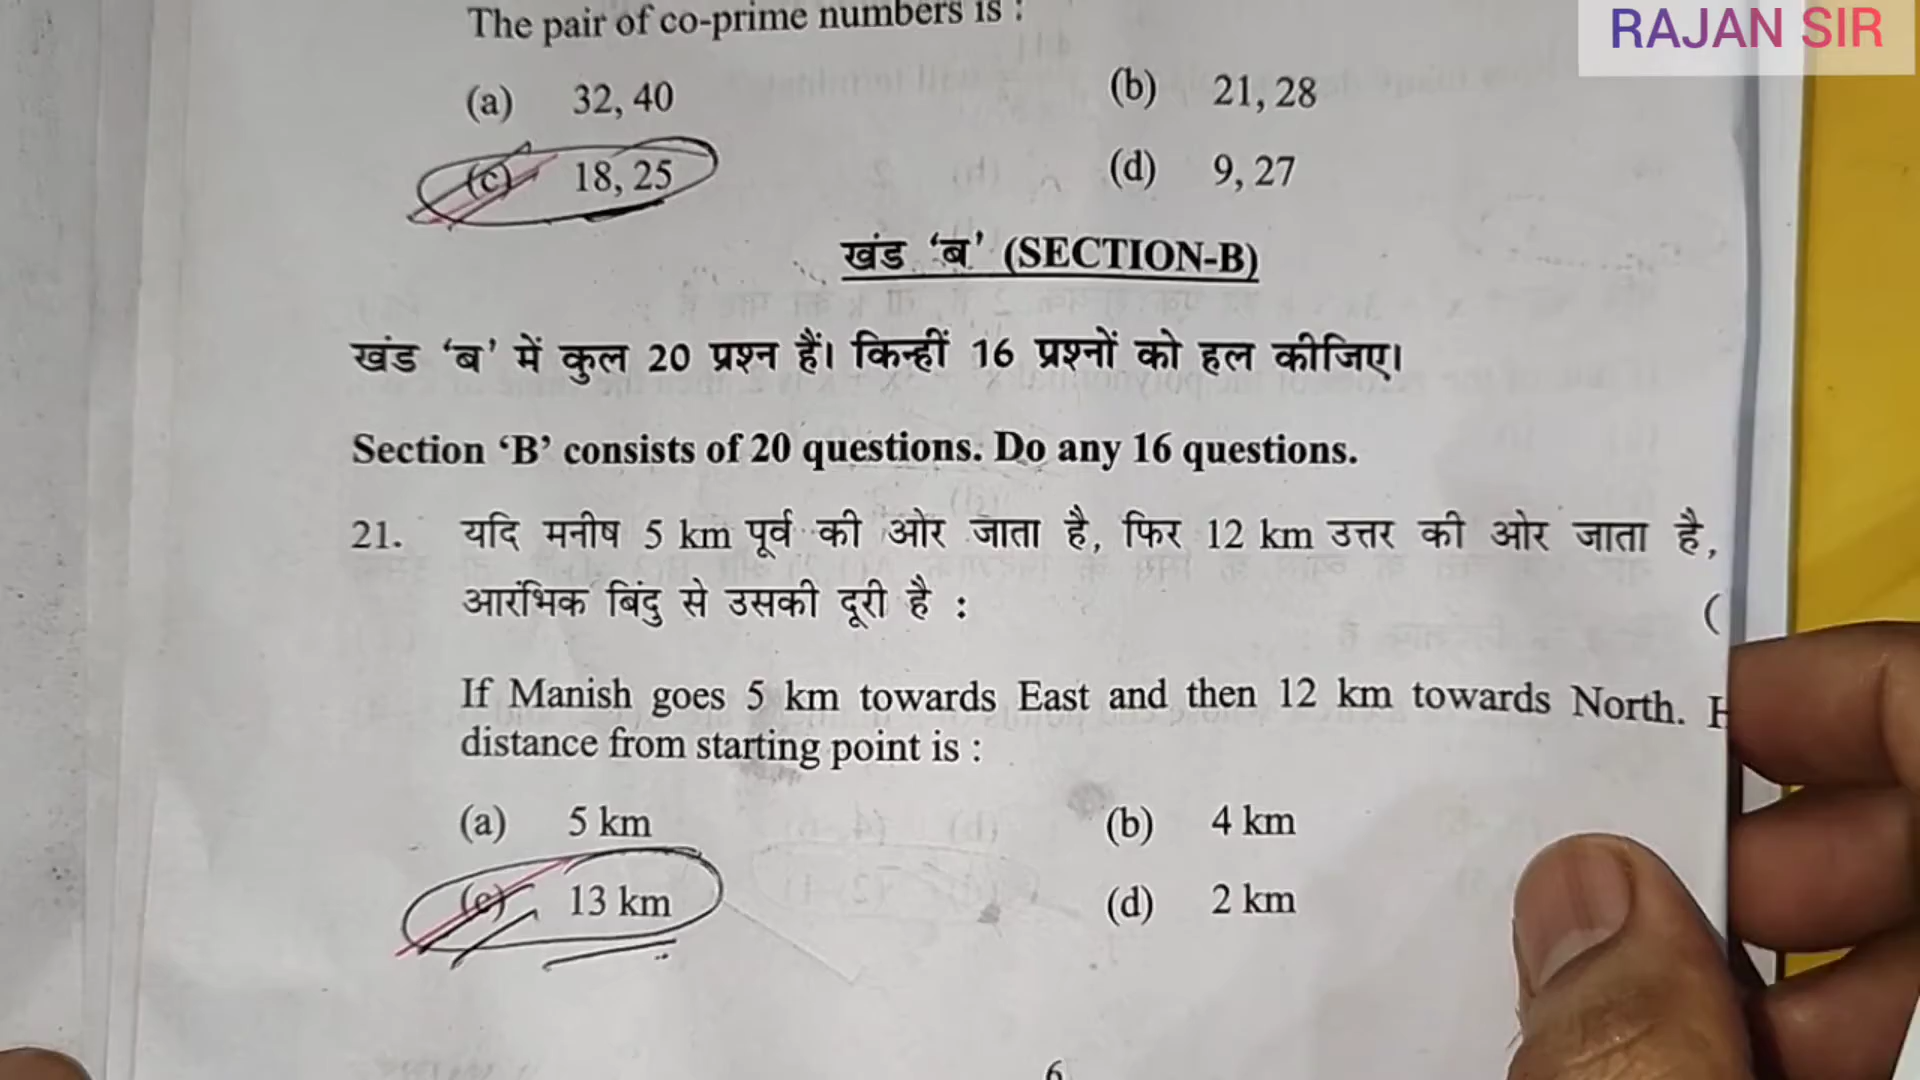 RAJAN SIR
The pair of co-prime numbers is :
(a) 32, 40 (b) 21, 28
(c) 18, 25 (d) 9, 27
खंड ‘ब’ (SECTION-B)
खंड ‘ब’ में कुल 20 प्रश्न हैं। किन्हीं 16 प्रश्नों को हल कीजिए।
Section ‘B’ consists of 20 questions. Do any 16 questions.
21. यदि मनीष 5 km पूर्व की ओर जाता है, फिर 12 km उत्तर की ओर जाता है,
आरंभिक बिंदु से उसकी दूरी है : (
If Manish goes 5 km towards East and then 12 km towards North. H
distance from starting point is :
(a) 5 km (b) 4 km
(c) 13 km (d) 2 km
6